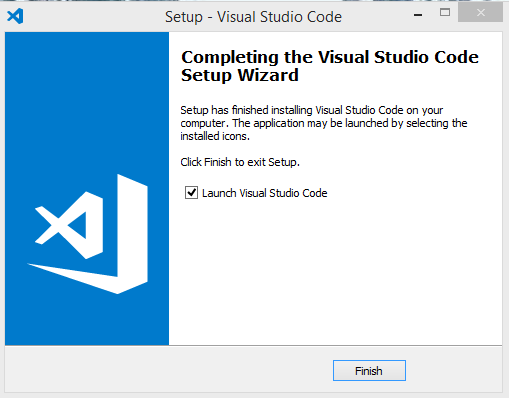 Setup - Visual Studio Code
Completing the Visual Studio Code
Setup Wizard
Setup has finished installing Visual Studio Code on your
computer. The application may be launched by selecting the
installed icons.
Click Finish to exit Setup.
Launch Visual Studio Code
Finish